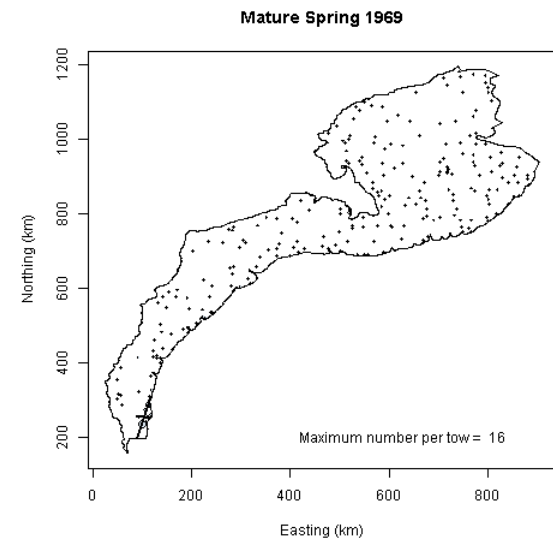 Mature Spring 1969
1200
1000
800
600
400
200
Northing (km)
Maximum number per tow = 16
0 200 400 600 800
Easting (km)